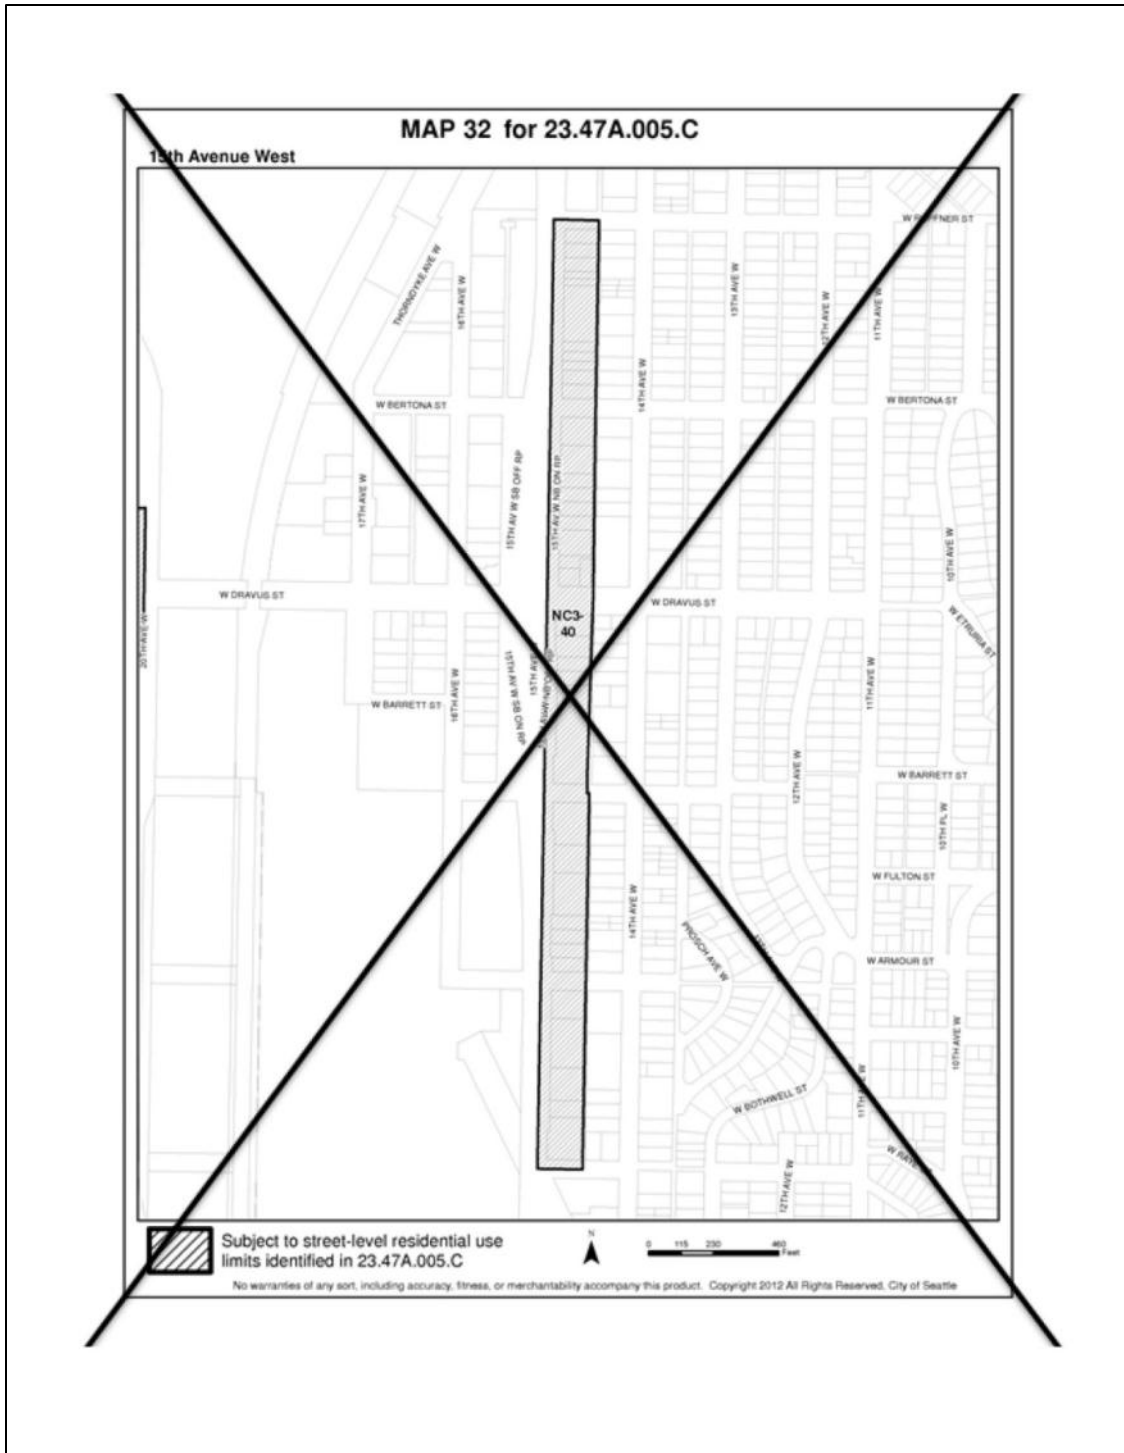 MAP 32 for 23.47A.005.C
15th Avenue West
THORNDYKE AVE W
16TH AVE W
13TH AVE W
12TH AVE W
11TH AVE W
14TH AVE W
W BERTONA ST
W BERTONA ST
17TH AVE W
15TH AV W SB OFF RP
15TH AV W NB ON RP
10TH AVE W
W DRAVUS ST
W DRAVUS ST
NC3-
40
20TH AVE W
W ETRURIA ST
16TH AVE W
15TH AV W SB ON RP
15TH AVE
11TH AVE W
W BARRETT ST
12TH AVE W
W BARRETT ST
10TH PL W
W FULTON ST
14TH AVE W
PROSCH AVE W
W ARMOUR ST
10TH AVE W
W BOTHWELL ST
12TH AVE W
Subject to street-level residential use
limits identified in 23.47A.005.C
N
0 115 230 460
Feet
No warranties of any sort, including accuracy, fitness, or merchantability accompany this product. Copyright 2012 All Rights Reserved, City of Seattle